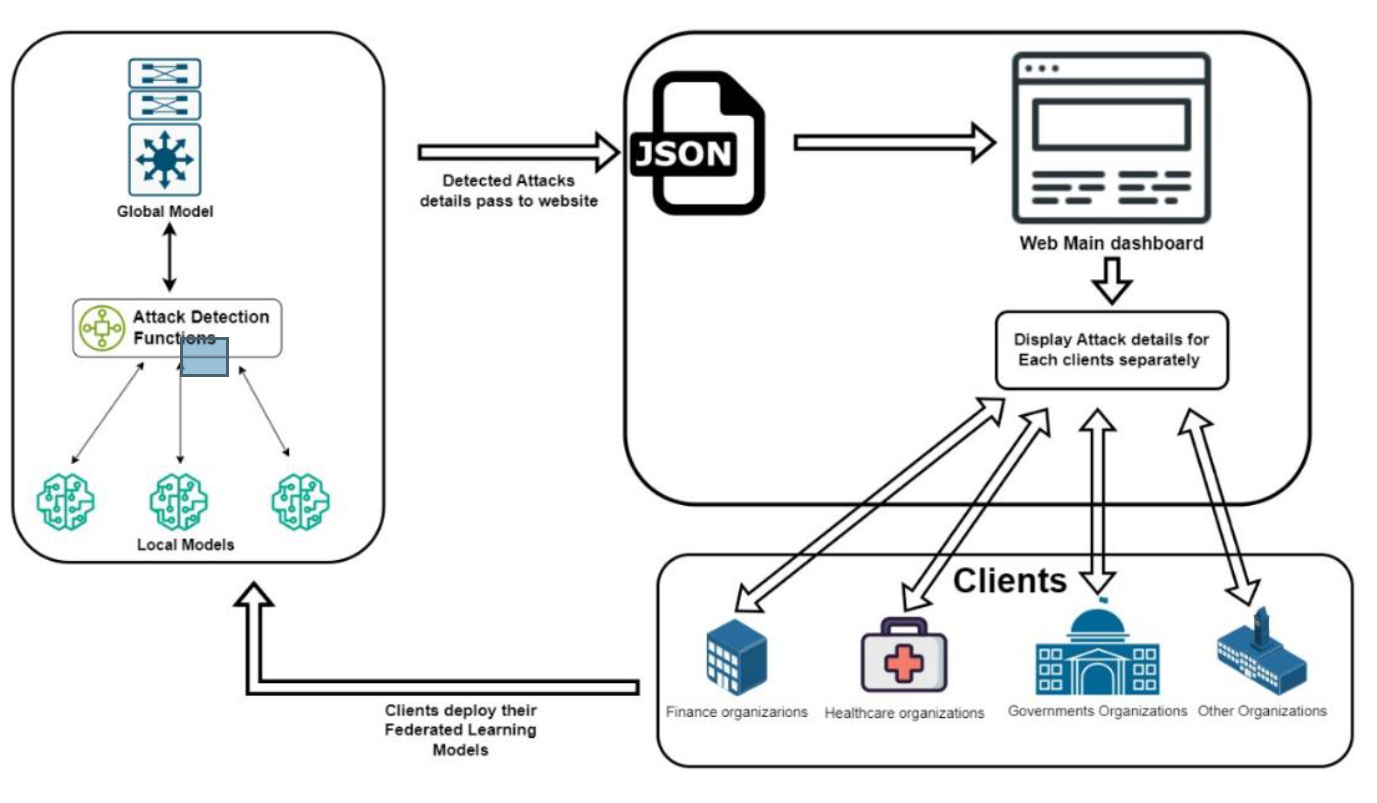 Global Model
Attack Detection
Functions
Local Models
Detected Attacks
details pass to website
JSON
Web Main dashboard
Display Attack details for
Each clients separately
Clients
Finance organizarions
Healthcare organizations
Governments Organizations
Other Organizations
Clients deploy their
Federated Learning
Models